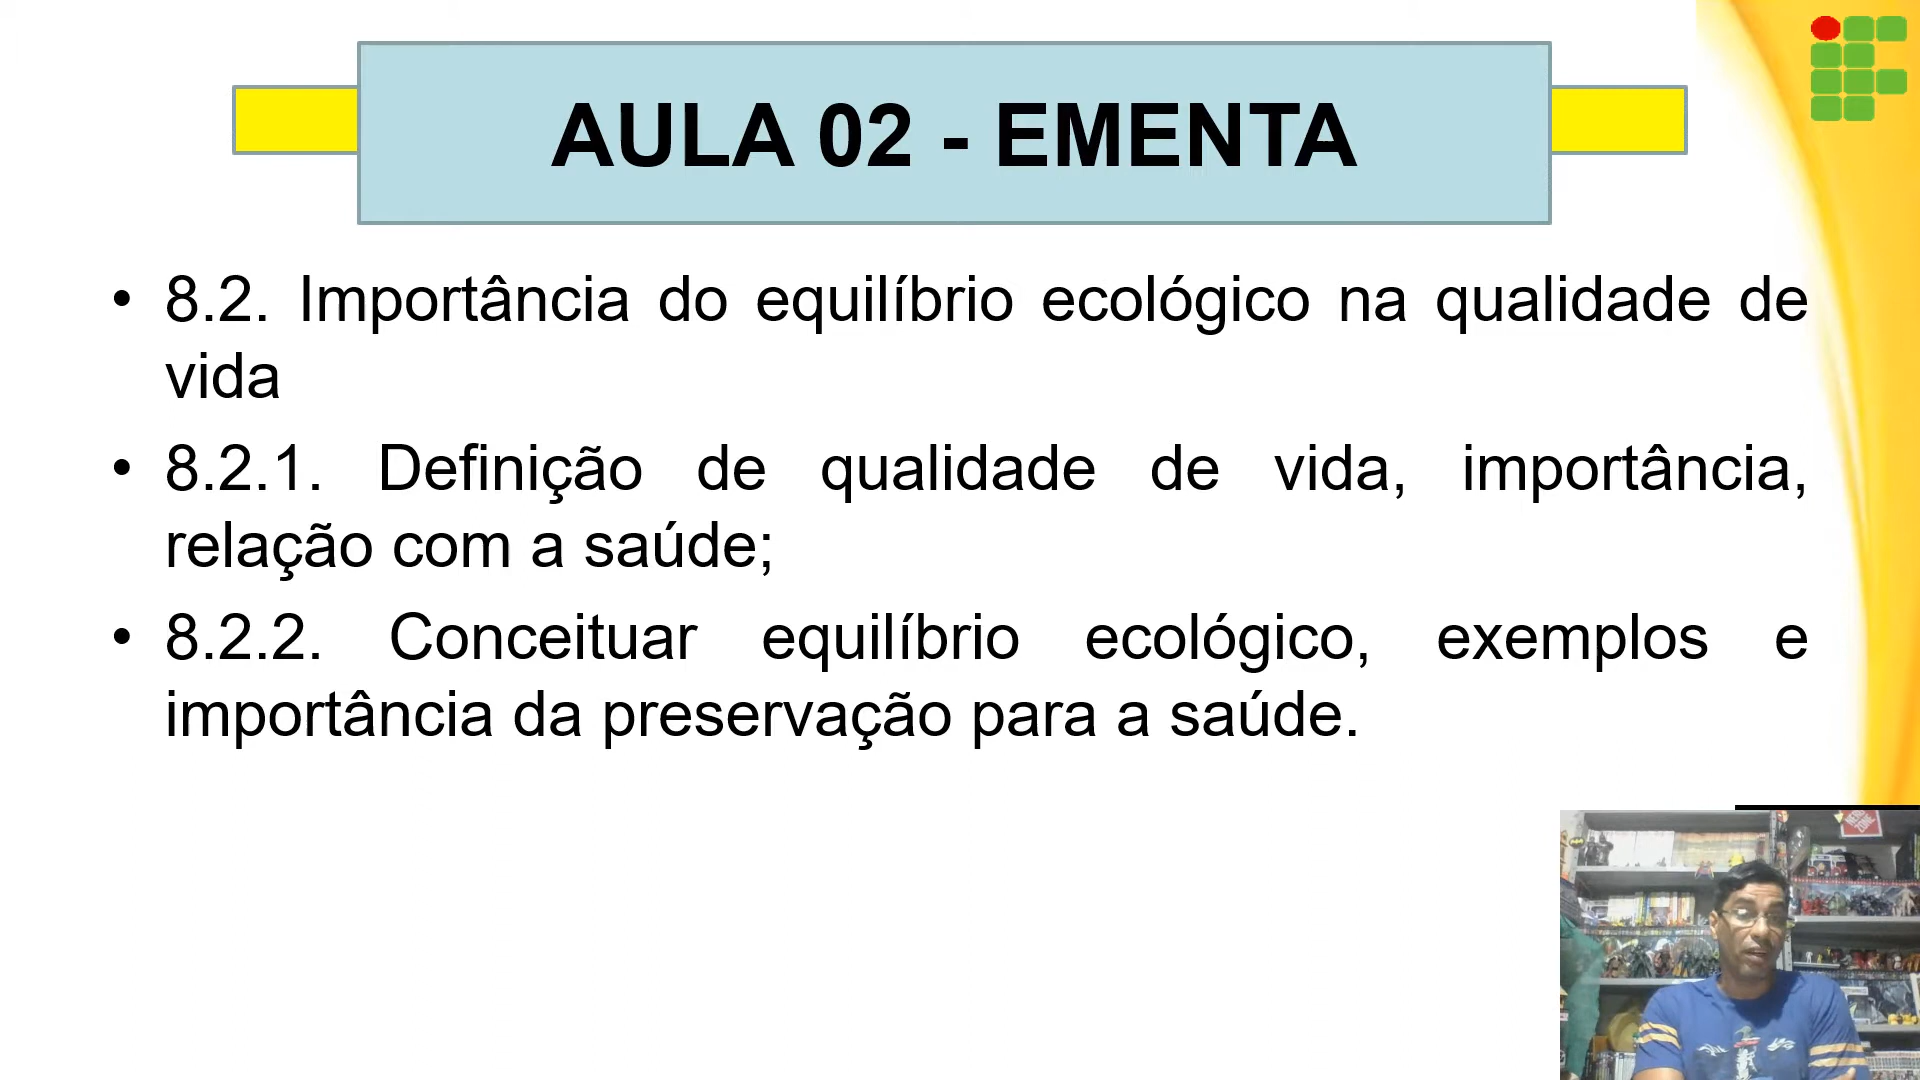 AULA 02 - EMENTA
• 8.2. Importância do equilíbrio ecológico na qualidade de
vida
• 8.2.1. Definição de qualidade de vida, importância,
relação com a saúde;
• 8.2.2. Conceituar equilíbrio ecológico, exemplos e
importância da preservação para a saúde.